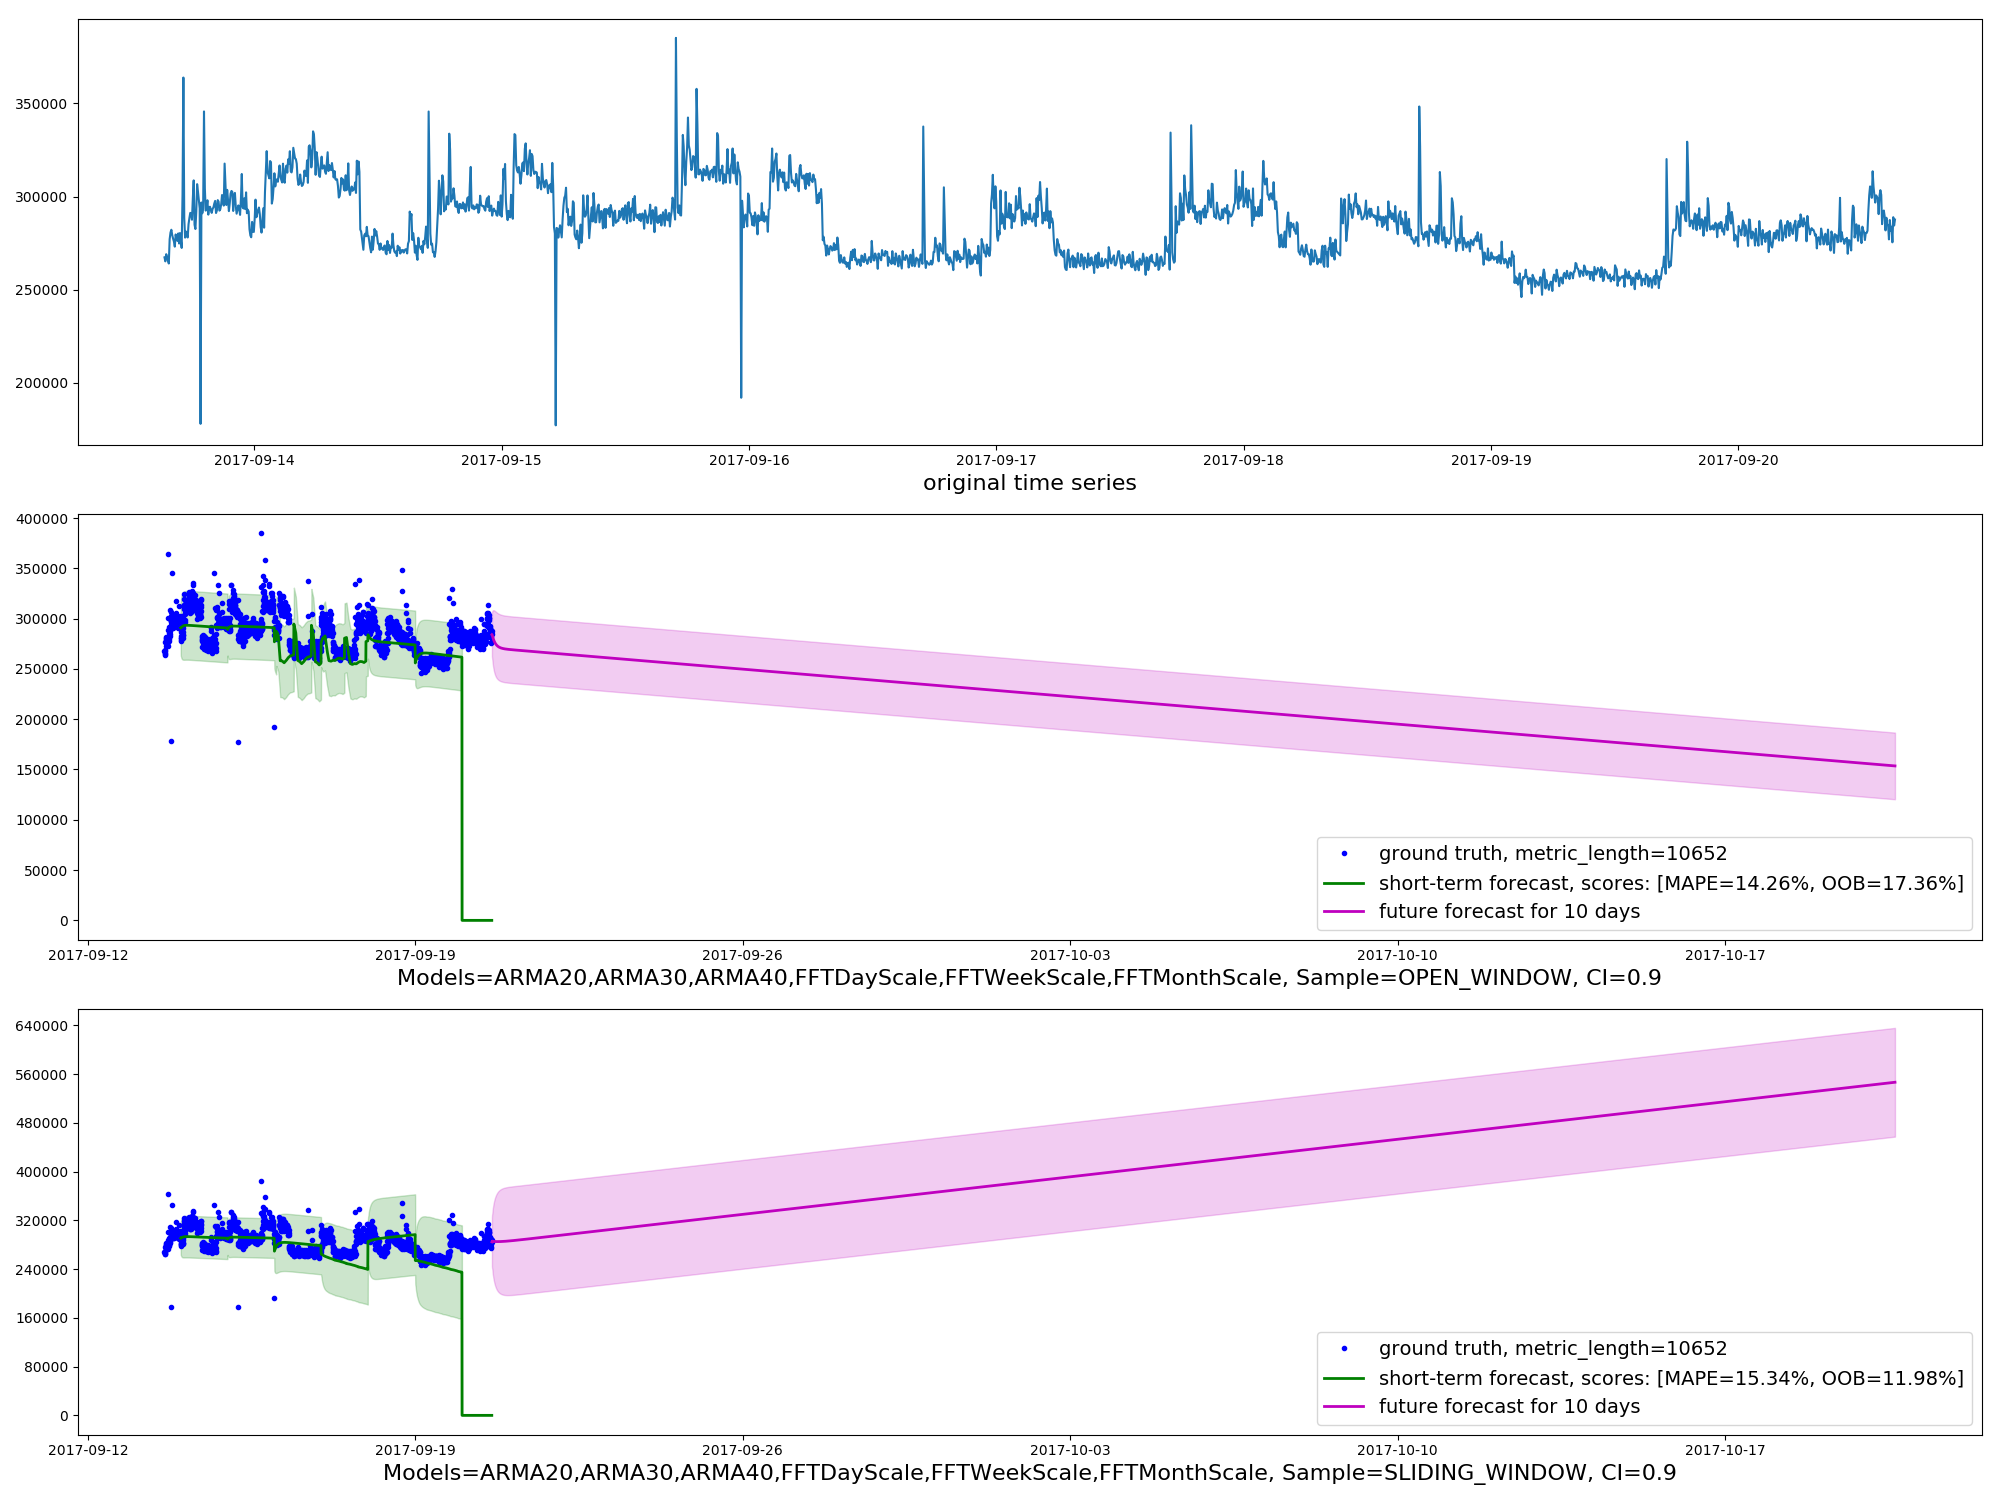 350000
300000
250000
200000
2017-09-14 2017-09-15 2017-09-16 2017-09-17 2017-09-18 2017-09-19 2017-09-20
original time series
400000
350000
300000
250000
200000
150000
100000
50000
0
ground truth, metric_length=10652
short-term forecast, scores: [MAPE=14.26%, OOB=17.36%]
future forecast for 10 days
2017-09-12 2017-09-19 2017-09-26 2017-10-03 2017-10-10 2017-10-17
Models=ARMA20,ARMA30,ARMA40,FFTDayScale,FFTWeekScale,FFTMonthScale, Sample=OPEN_WINDOW, CI=0.9
640000
560000
480000
400000
320000
240000
160000
80000
0
ground truth, metric_length=10652
short-term forecast, scores: [MAPE=15.34%, OOB=11.98%]
future forecast for 10 days
2017-09-12 2017-09-19 2017-09-26 2017-10-03 2017-10-10 2017-10-17
Models=ARMA20,ARMA30,ARMA40,FFTDayScale,FFTWeekScale,FFTMonthScale, Sample=SLIDING_WINDOW, CI=0.9